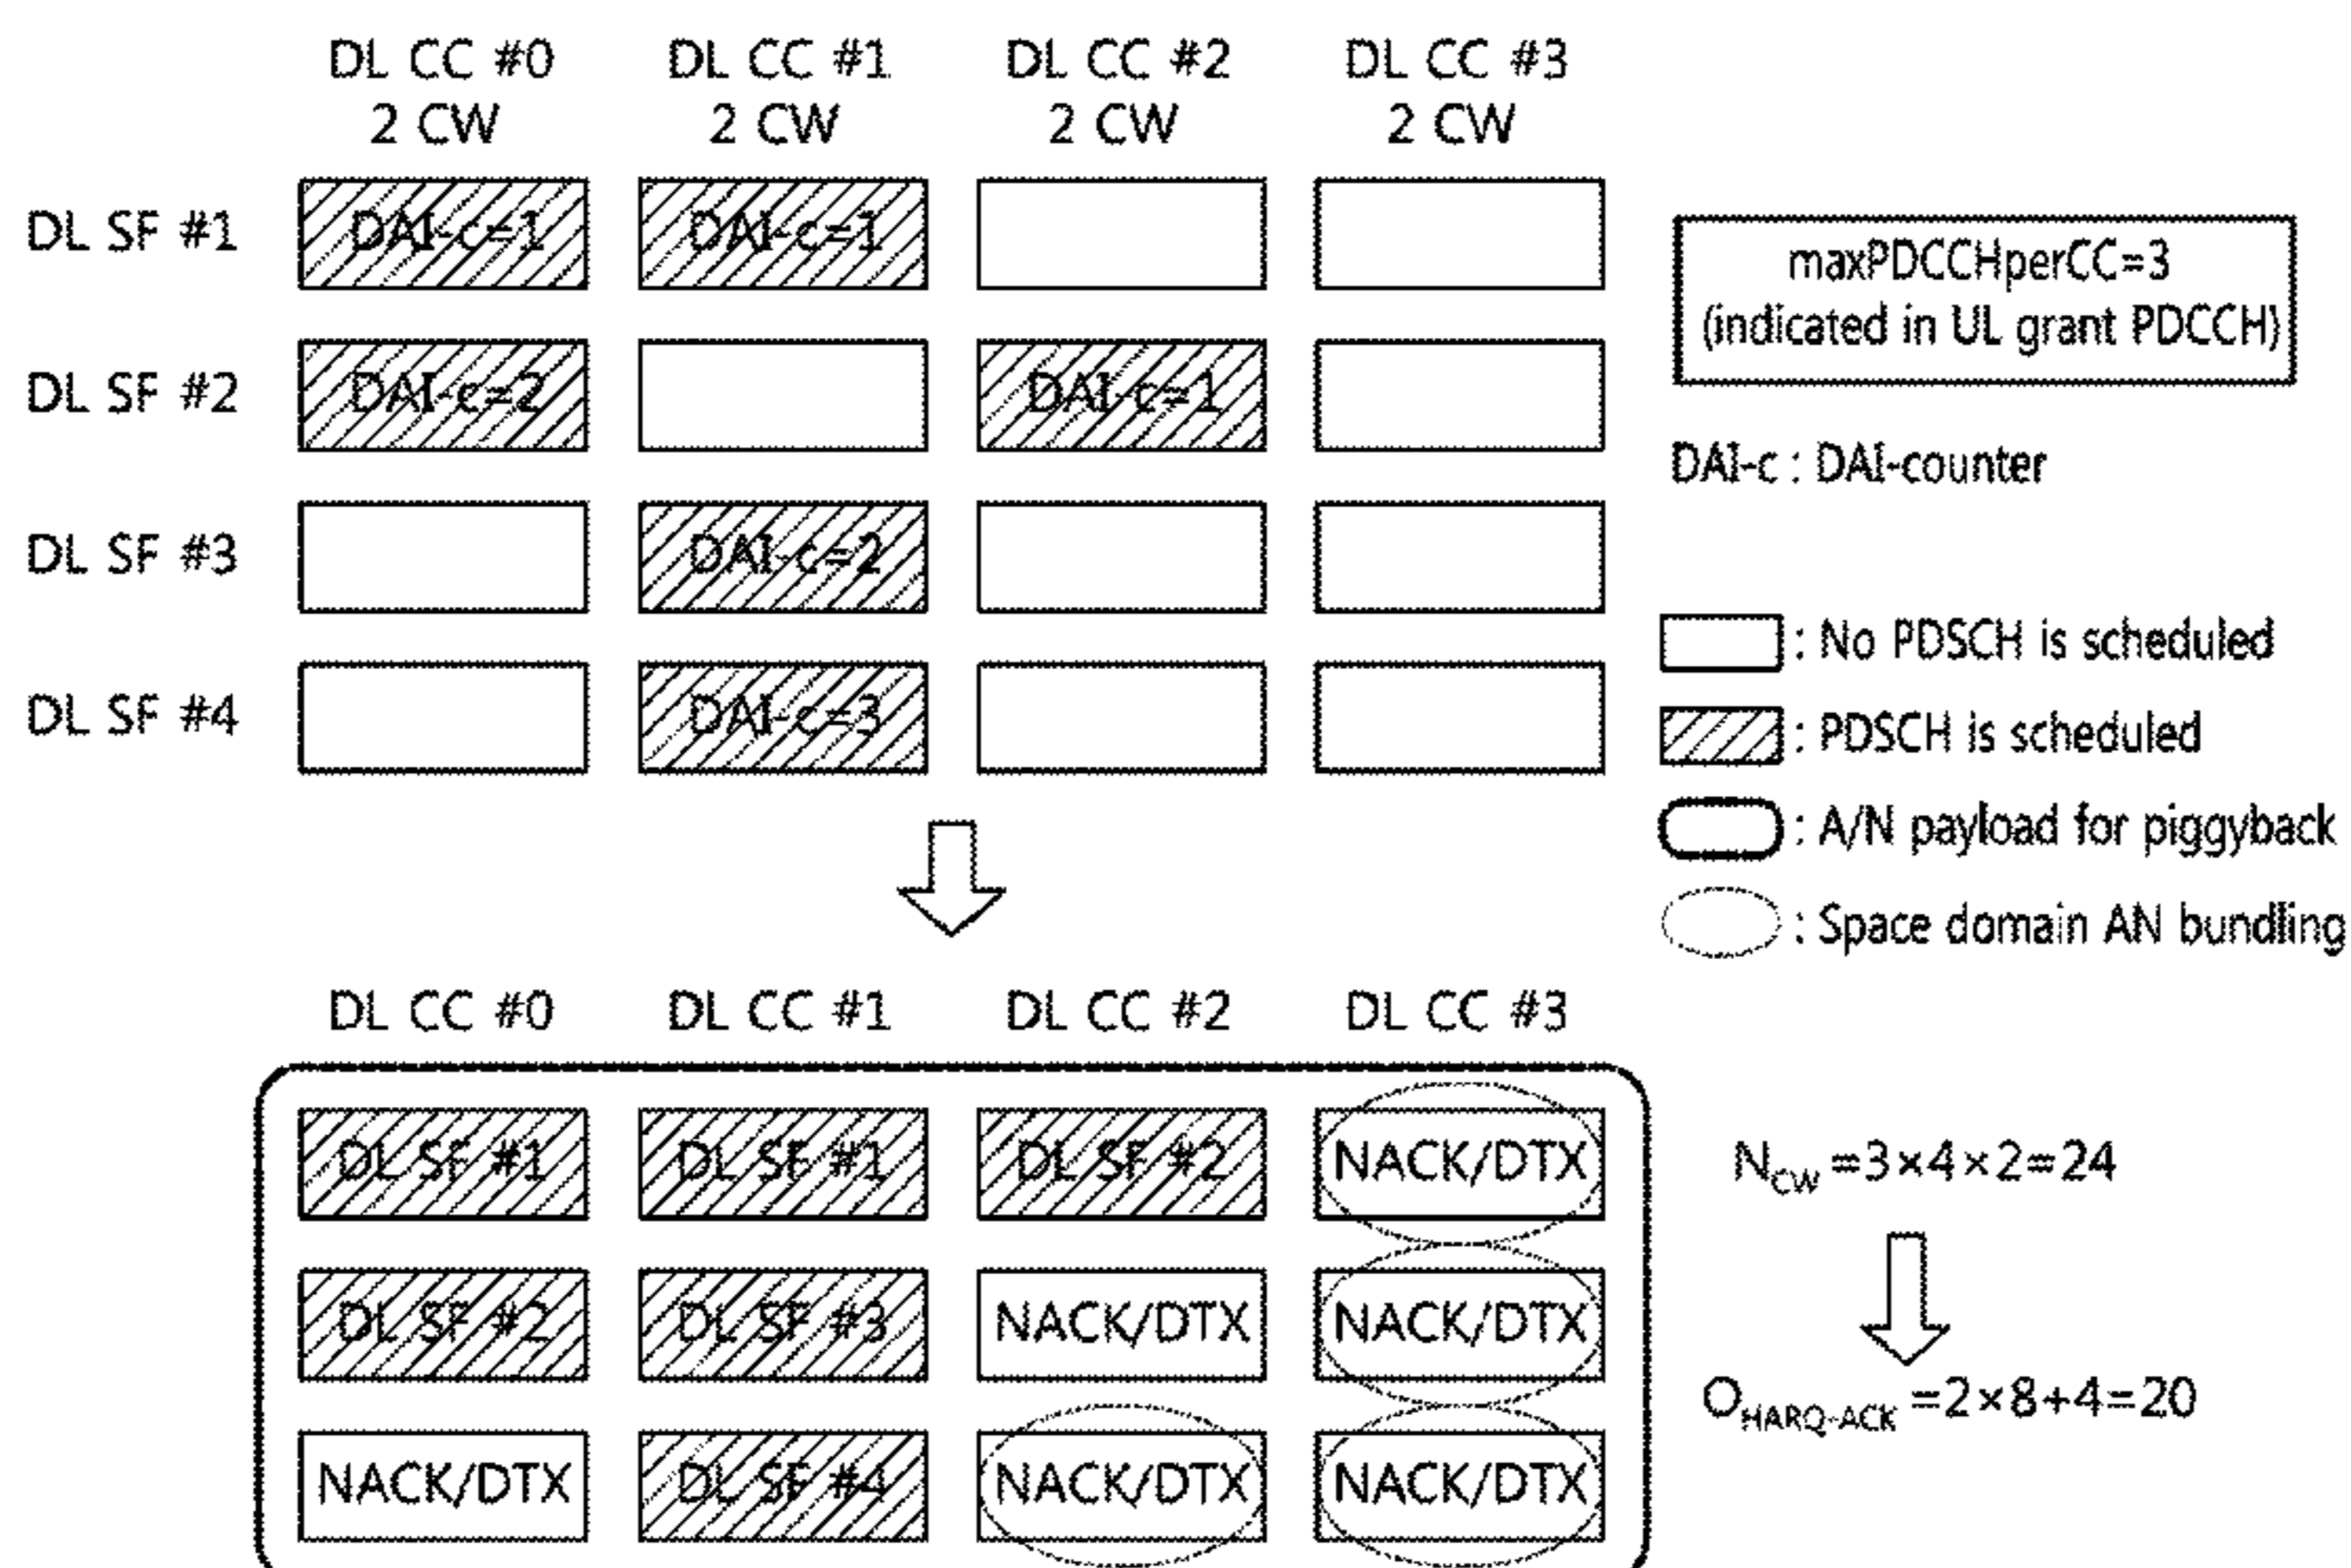 DL CC #0 DL CC #1 DL CC #2 DL CC #3
2 CW 2 CW 2 CW 2 CW
DL SF #1 DAI-c=1 DAI-c=1
DL SF #2 DAI-c=2 DAI-c=1
DL SF #3 DAI-c=2
DL SF #4 DAI-c=3
maxPDCCHperCC=3
(indicated in UL grant PDCCH)
DAI-c : DAI-counter
: No PDSCH is scheduled
: PDSCH is scheduled
: A/N payload for piggyback
: Space domain AN bundling
DL CC #0 DL CC #1 DL CC #2 DL CC #3
DL SF #1 DL SF #1 DL SF #2 NACK/DTX
DL SF #2 DL SF #3 NACK/DTX NACK/DTX
NACK/DTX DL SF #4 NACK/DTX NACK/DTX
N_CW =3×4×2=24
O_HARQ-ACK =2×8+4=20